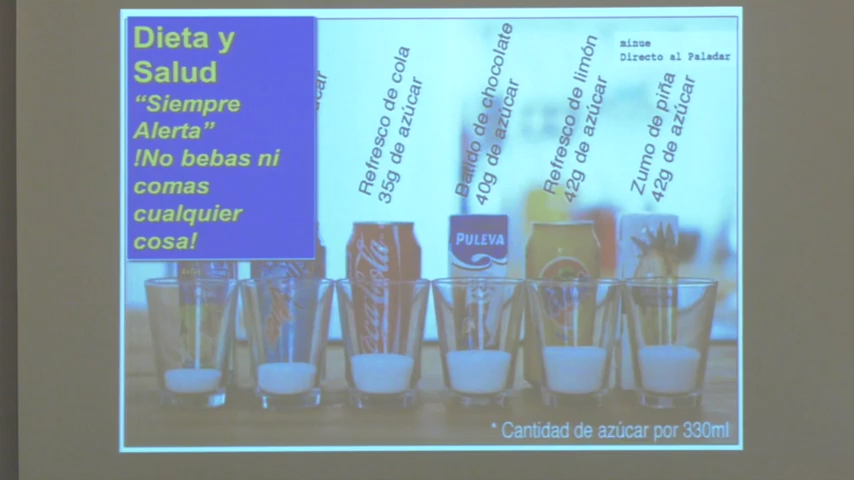 Dieta y
Salud
“Siempre
Alerta”
!No bebas ni
comas
cualquier
cosa!
Refresco de cola
35g de azúcar
Batido de chocolate
40g de azúcar
Refresco de limón
42g de azúcar
Zumo de piña
42g de azúcar
minue
Directo al Paladar
Coca-Cola
PULEVA
* Cantidad de azúcar por 330ml